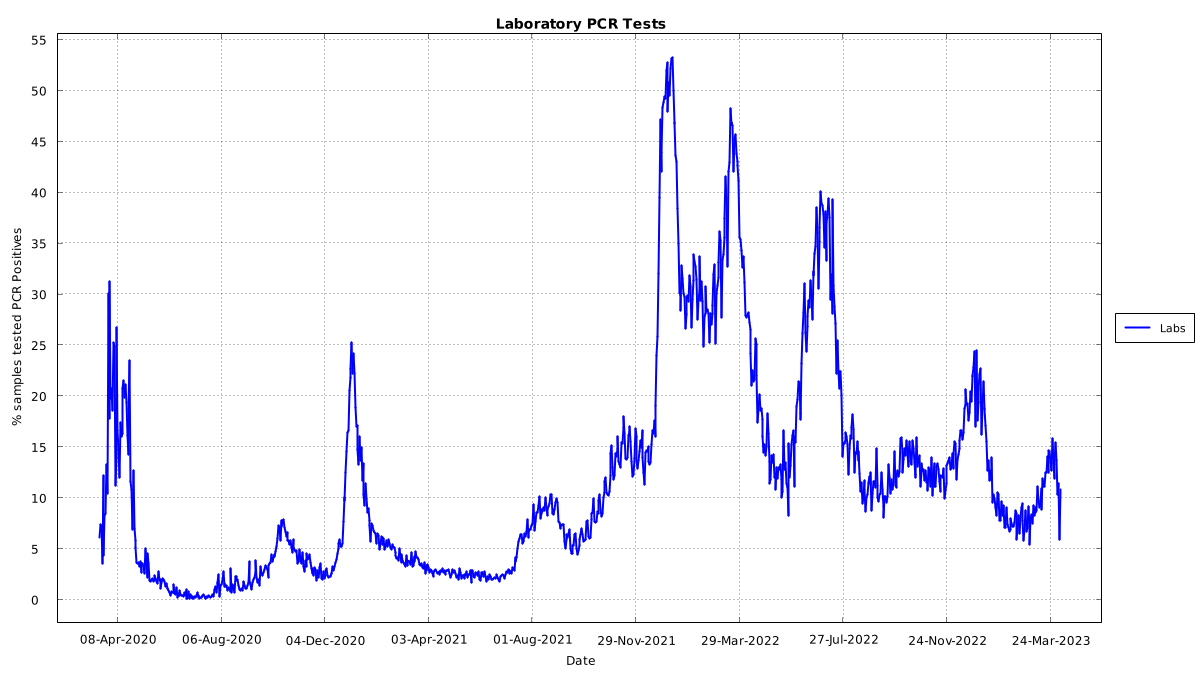 Laboratory PCR Tests
% samples tested PCR Positives
55
50
45
40
35
30
25
20
15
10
5
0
08-Apr-2020 06-Aug-2020 04-Dec-2020 03-Apr-2021 01-Aug-2021 29-Nov-2021 29-Mar-2022 27-Jul-2022 24-Nov-2022 24-Mar-2023
Date
Labs